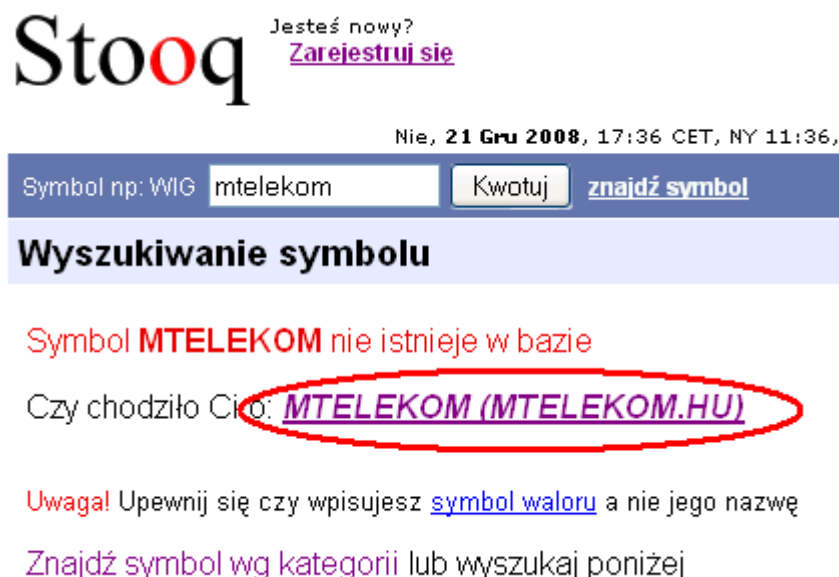 Stooq
Jesteś nowy?
Zarejestruj się
Nie, 21 Gru 2008, 17:36 CET, NY 11:36,
Symbol np: WIG mtelekom Kwotuj znajdź symbol
Wyszukiwanie symbolu
Symbol MTELEKOM nie istnieje w bazie
Czy chodziło Ci o: MTELEKOM (MTELEKOM.HU)
Uwaga! Upewnij się czy wpisujesz symbol waloru a nie jego nazwę
Znajdź symbol wg kategorii lub wyszukaj poniżej